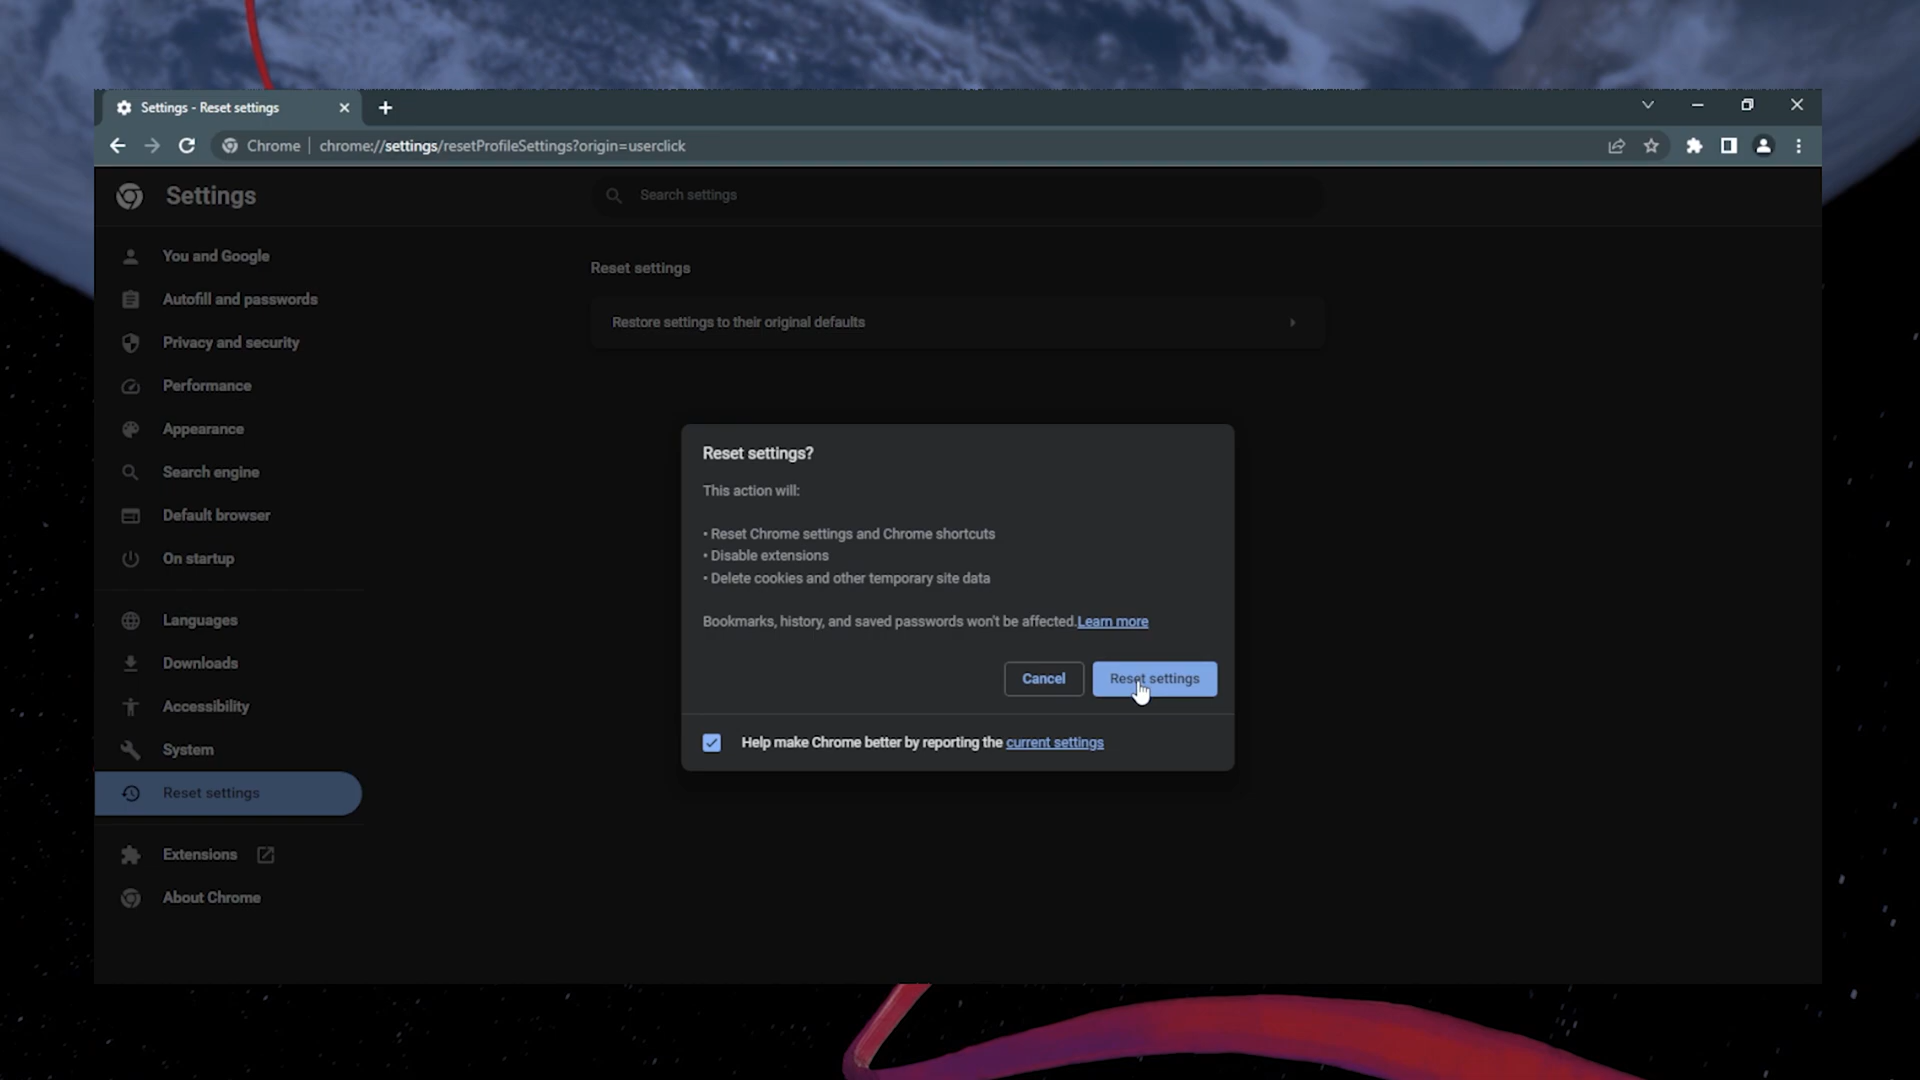 Settings - Reset settings
Chrome
chrome://settings/resetProfileSettings?origin=userclick
Settings
Search settings
You and Google
Autofill and passwords
Privacy and security
Performance
Appearance
Search engine
Default browser
On startup
Languages
Downloads
Accessibility
System
Reset settings
Extensions
About Chrome
Reset settings
Restore settings to their original defaults
Reset settings?
This action will:
• Reset Chrome settings and Chrome shortcuts
• Disable extensions
• Delete cookies and other temporary site data
Bookmarks, history, and saved passwords won't be affected. Learn more
Cancel
Reset settings
Help make Chrome better by reporting the current settings